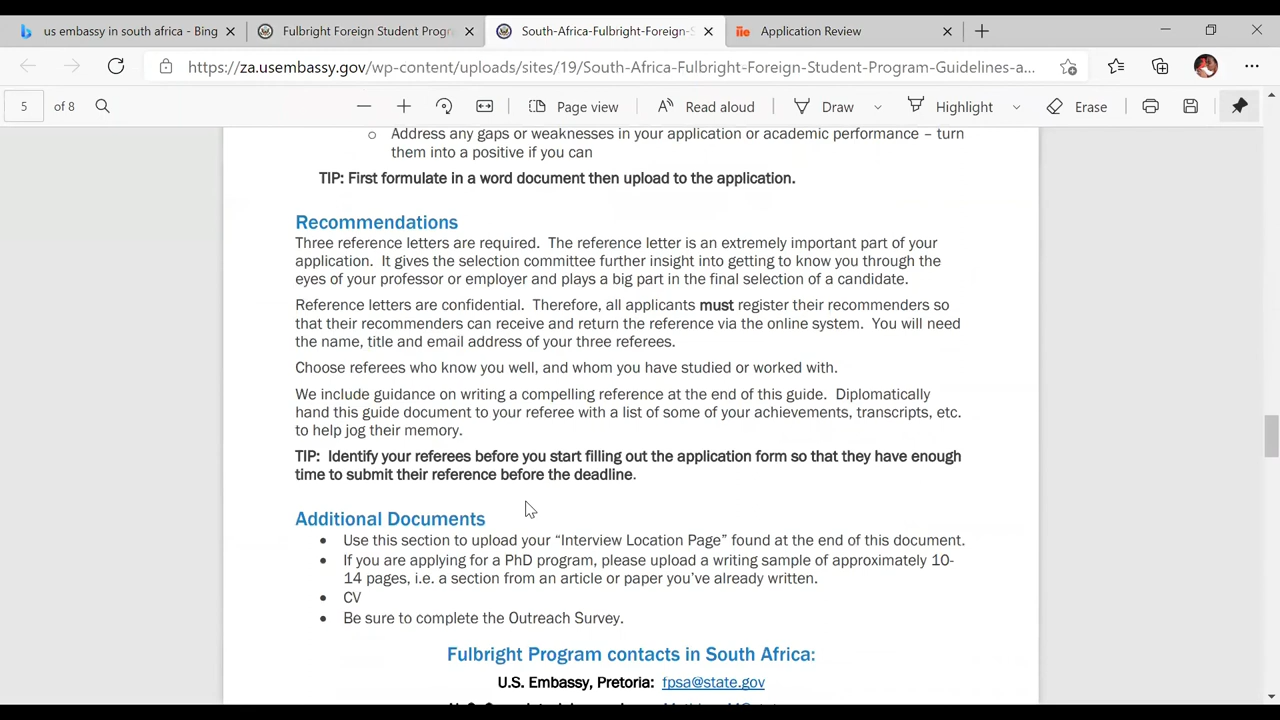 us embassy in south africa - Bing
Fulbright Foreign Student Progr
South-Africa-Fulbright-Foreign-S
iie Application Review
https://za.usembassy.gov/wp-content/uploads/sites/19/South-Africa-Fulbright-Foreign-Student-Program-Guidelines-a...
5 of 8
Page view
Read aloud
Draw
Highlight
Erase
Address any gaps or weaknesses in your application or academic performance – turn
them into a positive if you can
TIP: First formulate in a word document then upload to the application.
Recommendations
Three reference letters are required. The reference letter is an extremely important part of your
application. It gives the selection committee further insight into getting to know you through the
eyes of your professor or employer and plays a big part in the final selection of a candidate.
Reference letters are confidential. Therefore, all applicants must register their recommenders so
that their recommenders can receive and return the reference via the online system. You will need
the name, title and email address of your three referees.
Choose referees who know you well, and whom you have studied or worked with.
We include guidance on writing a compelling reference at the end of this guide. Diplomatically
hand this guide document to your referee with a list of some of your achievements, transcripts, etc.
to help jog their memory.
TIP: Identify your referees before you start filling out the application form so that they have enough
time to submit their reference before the deadline.
Additional Documents
• Use this section to upload your “Interview Location Page” found at the end of this document.
• If you are applying for a PhD program, please upload a writing sample of approximately 10-
14 pages, i.e. a section from an article or paper you’ve already written.
• CV
• Be sure to complete the Outreach Survey.
Fulbright Program contacts in South Africa:
U.S. Embassy, Pretoria: fpsa@state.gov